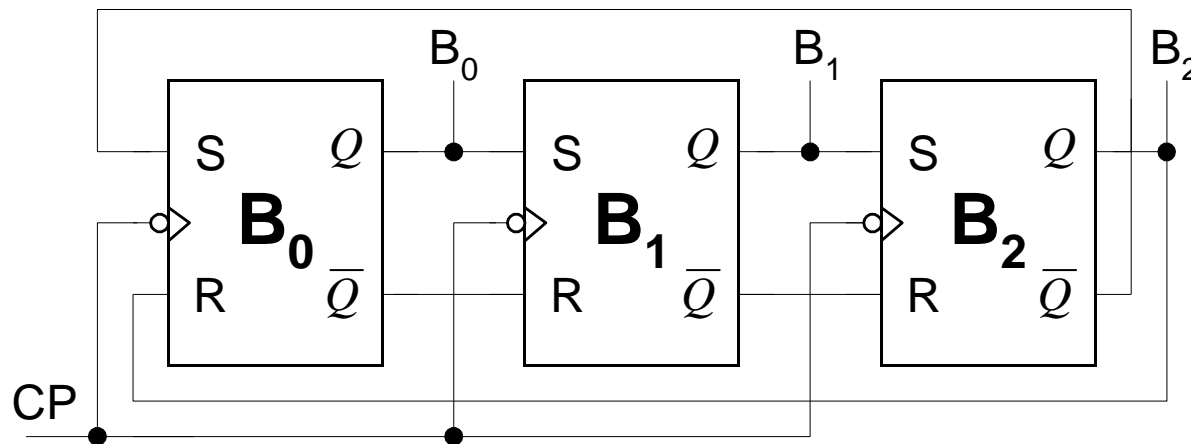 B₀ B₁ B₂
S Q S Q S Q
B₀ B₁ B₂
R Q̅ R Q̅ R Q̅
CP